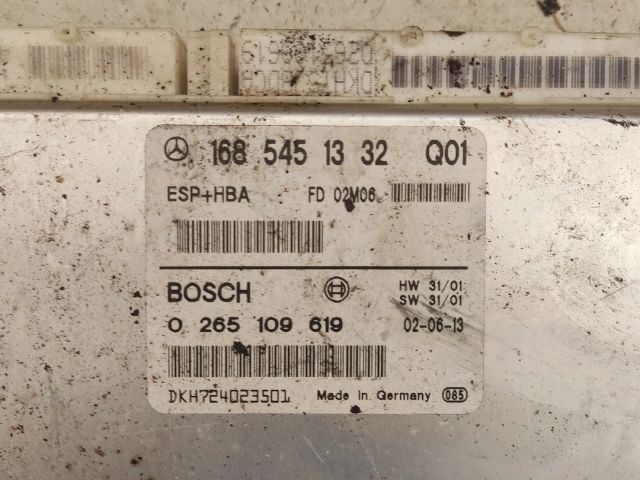 168 545 13 32 Q01
ESP+HBA FD 02M06
BOSCH HW 31/01
SW 31/01
0 265 109 619 02-06-13
DKH724023501 Made in Germany 085